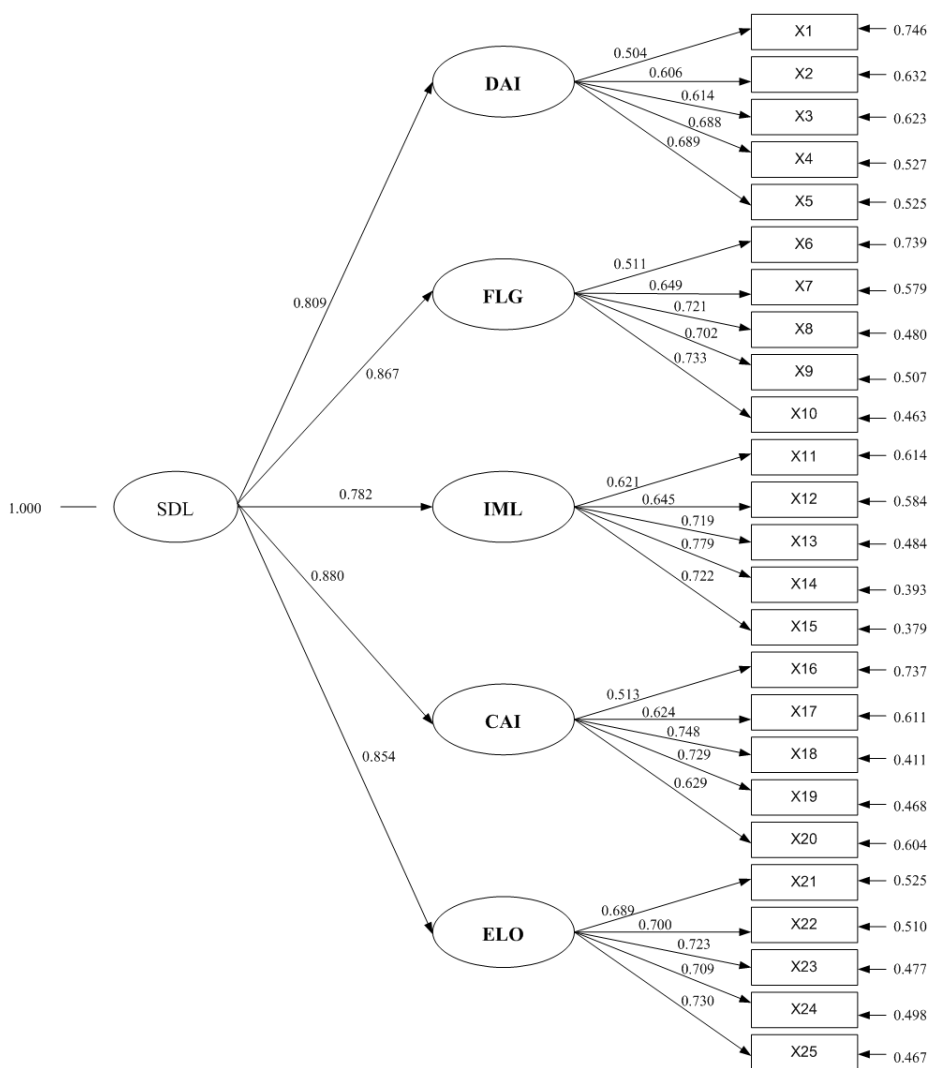 X1
0.746
0.504
X2
0.632
0.606
DAI
X3
0.623
0.614
X4
0.527
0.688
X5
0.525
0.689
X6
0.739
0.511
X7
0.579
0.649
FLG
0.809
X8
0.480
0.721
X9
0.507
0.702
X10
0.463
0.733
0.867
X11
0.614
0.621
X12
0.584
0.645
1.000
SDL
0.782
IML
X13
0.484
0.719
X14
0.393
0.779
X15
0.379
0.722
0.880
X16
0.737
0.513
X17
0.611
0.624
CAI
X18
0.411
0.748
X19
0.468
0.729
X20
0.604
0.629
0.854
X21
0.525
0.689
X22
0.510
0.700
ELO
X23
0.477
0.723
X24
0.498
0.709
X25
0.467
0.730